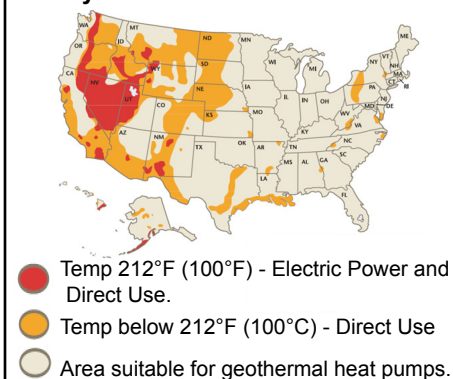 WA
MT
ND
MN
ME
OR
ID
SD
WI
MI
VT
NH
NY
MA
RI
WY
CA
NV
UT
CO
NE
IA
IL
IN
OH
PA
NJ
MD
DE
KS
MO
WV
VA
KY
NC
AZ
NM
OK
AR
TN
SC
TX
MS
AL
GA
LA
FL
Temp 212°F (100°F) - Electric Power and
Direct Use.
Temp below 212°F (100°C) - Direct Use
Area suitable for geothermal heat pumps.